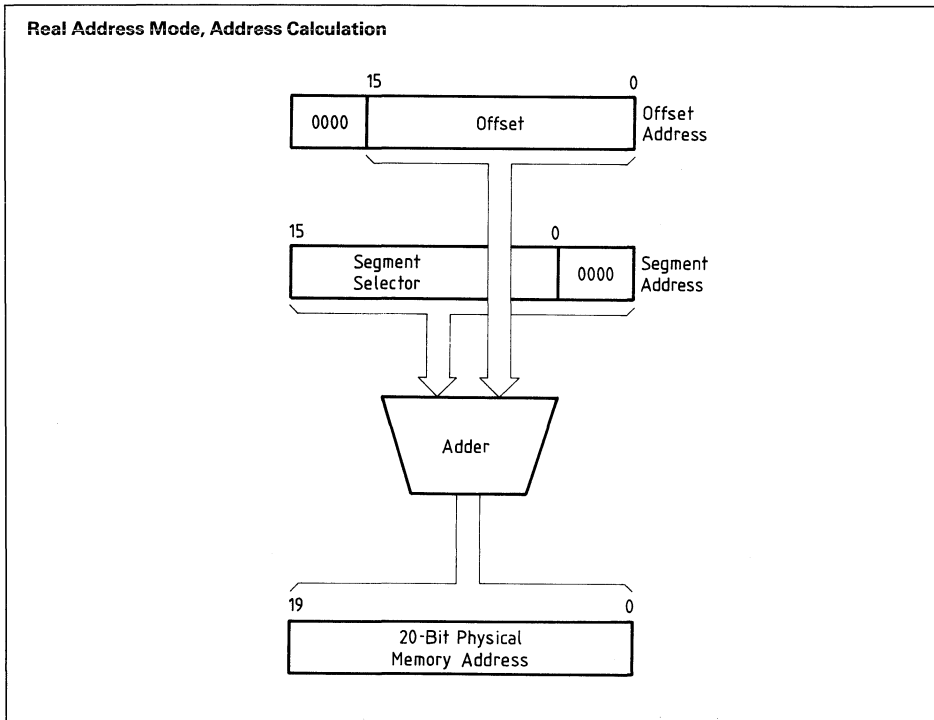 Real Address Mode, Address Calculation
15 0
0000 Offset Offset
Address
15 0
Segment
Selector 0000 Segment
Address
Adder
19 0
20-Bit Physical
Memory Address